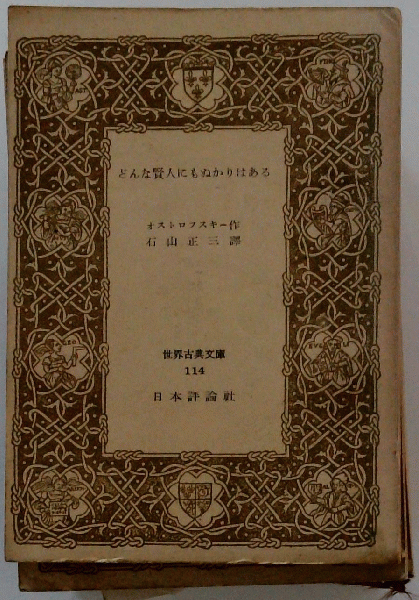 どんな賢人にもぬかりはある
オストロフスキー作
石山正三譯
世界古典文庫
114
日本評論社